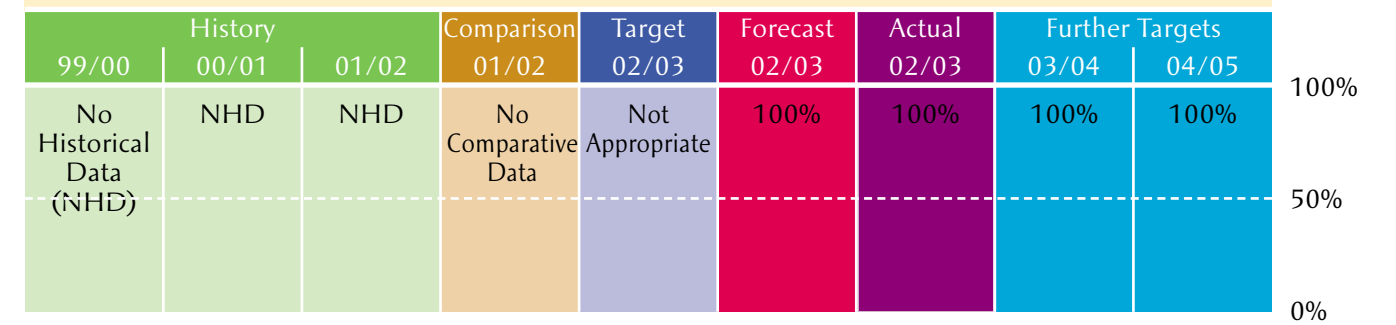 History Comparison Target Forecast Actual Further Targets
99/00 00/01 01/02 01/02 02/03 02/03 02/03 03/04 04/05
100%
No NHD NHD No Not 100% 100% 100% 100%
Historical Comparative Appropriate
Data Data
(NHD)
50%
0%